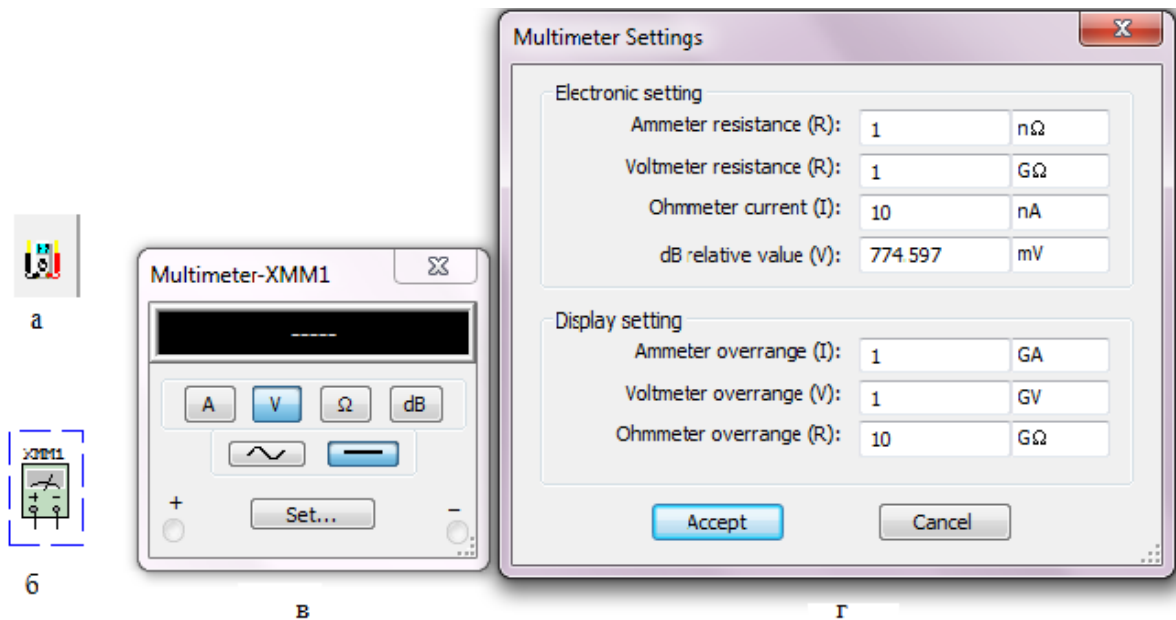 а
XMM1
б
Multimeter-XMM1
-----
A V Ω dB
+ −
Set...
в
Multimeter Settings
Electronic setting
Ammeter resistance (R): 1 nΩ
Voltmeter resistance (R): 1 GΩ
Ohmmeter current (I): 10 nA
dB relative value (V): 774.597 mV
Display setting
Ammeter overrange (I): 1 GA
Voltmeter overrange (V): 1 GV
Ohmmeter overrange (R): 10 GΩ
Accept Cancel
г